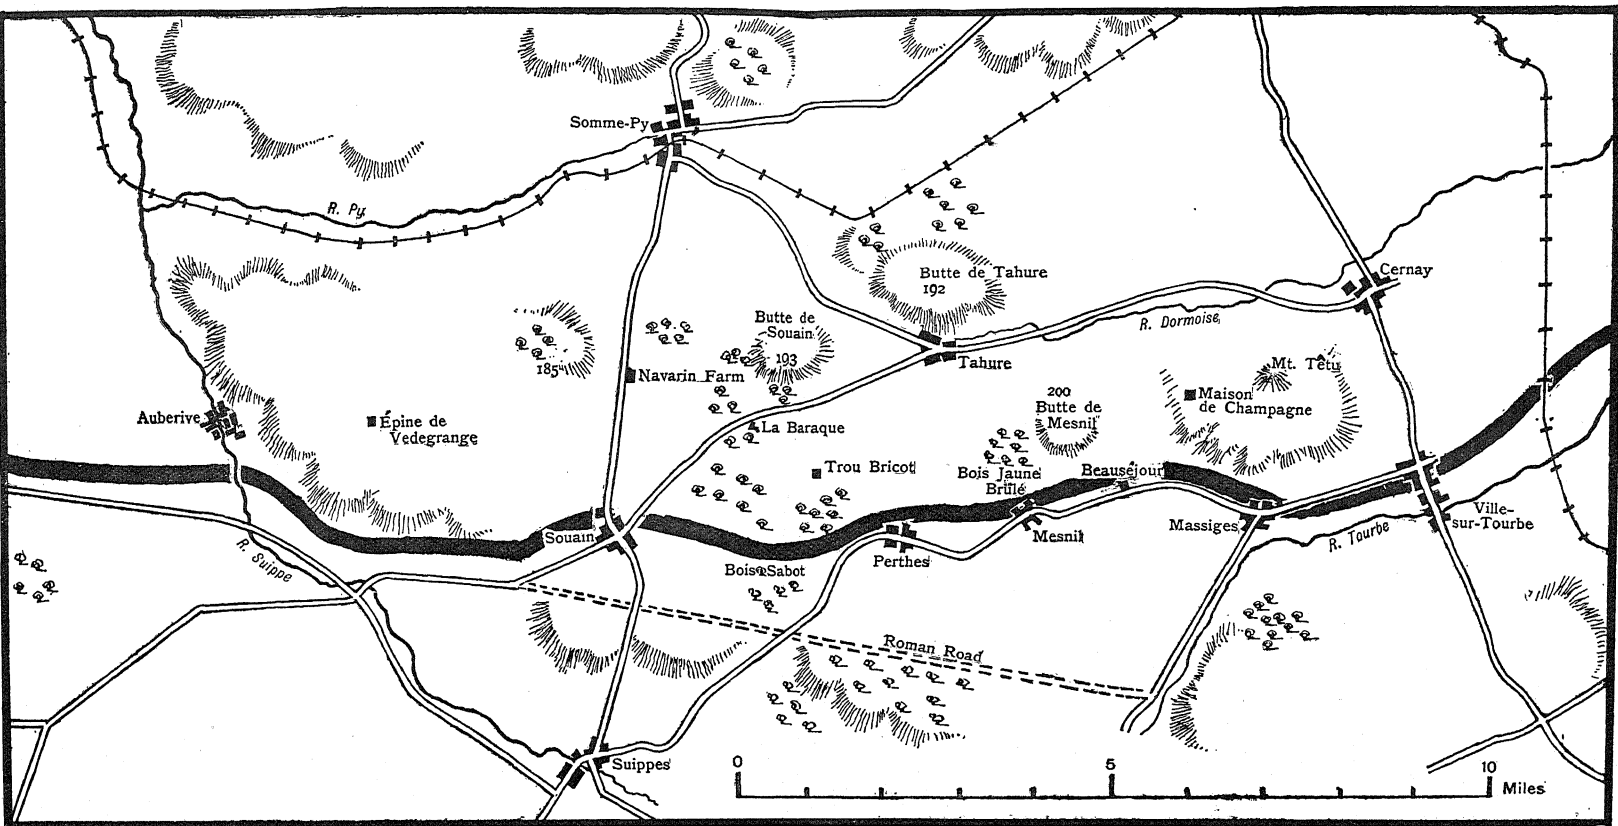 Somme-Py
R. Py
Butte de Tahure
192
Cernay
R. Dormoise
Butte de
Souain
193
185
Navarin Farm
Tahure
Mt. Têtu
Maison
de Champagne
200
Butte de
Mesnil
Auberive
Épine de
Vedegrange
La Baraque
Trou Bricot
Bois Jaune
Brûlé
Beauséjour
Souain
Massiges
Ville-
sur-Tourbe
Mesnil
Perthes
R. Tourbe
R. Suippe
Bois Sabot
Roman Road
Suippes
0
5
10
Miles